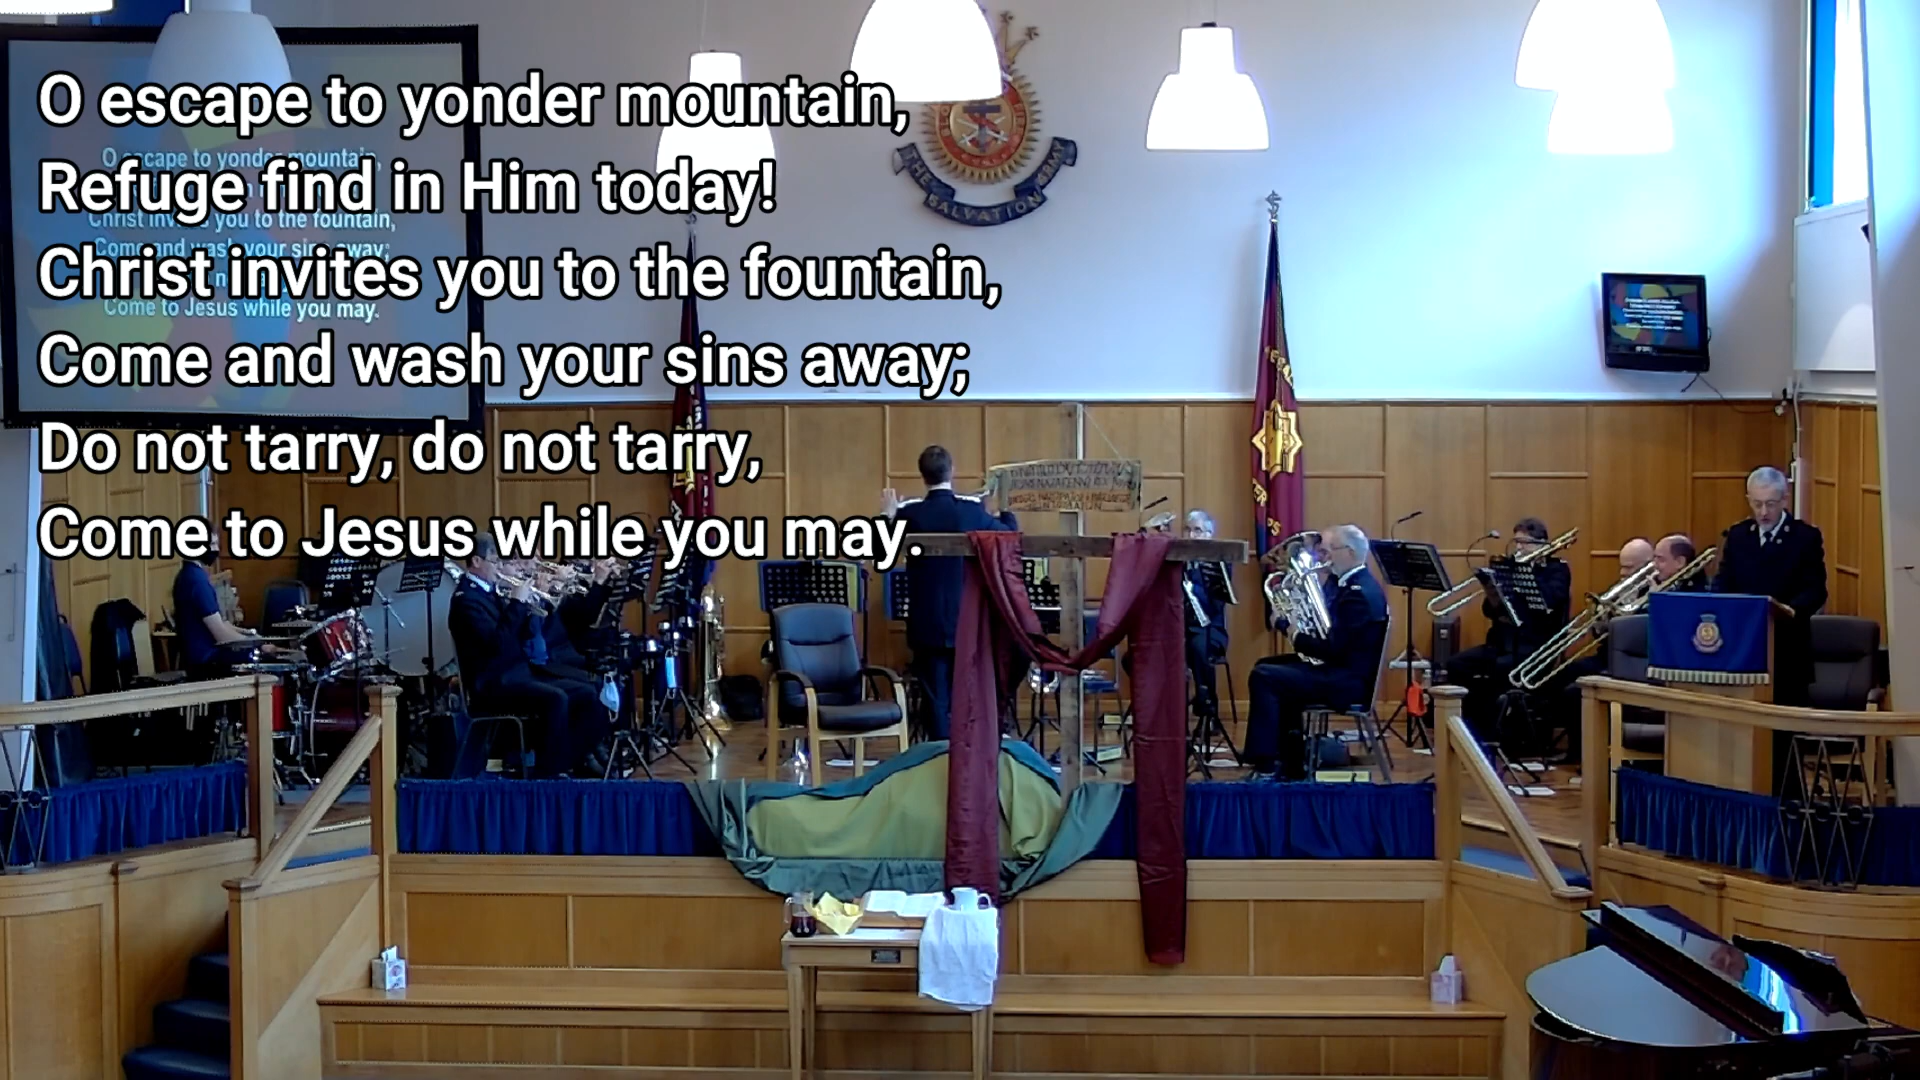 O escape to yonder mountain,
Refuge find in Him today!
Christ invites you to the fountain,
Come and wash your sins away;
Do not tarry, do not tarry,
Come to Jesus while you may.
O escape to yonder mountain,
Christ invites you to the fountain,
Come and wash your sins away;
Come to Jesus while you may.
THE SALVATION ARMY